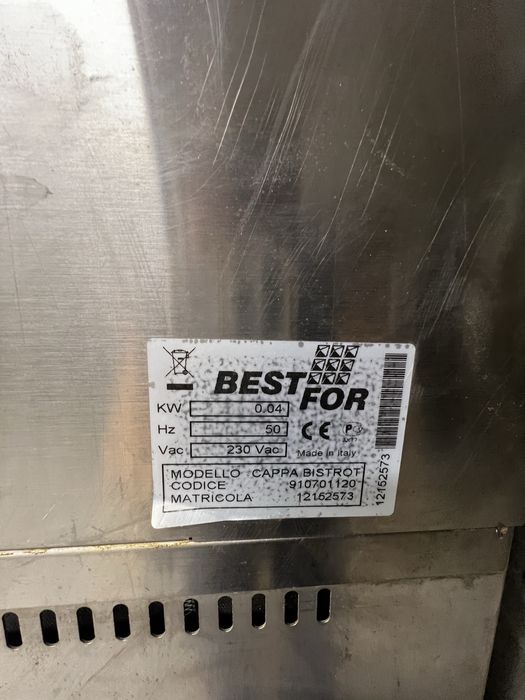 BEST FOR
KW 0.04
Hz 50
Vac 230 Vac
CE
Made in Italy
MODELLO CAPPA BISTROT
CODICE 910701120
MATRICOLA 12152573
12152573